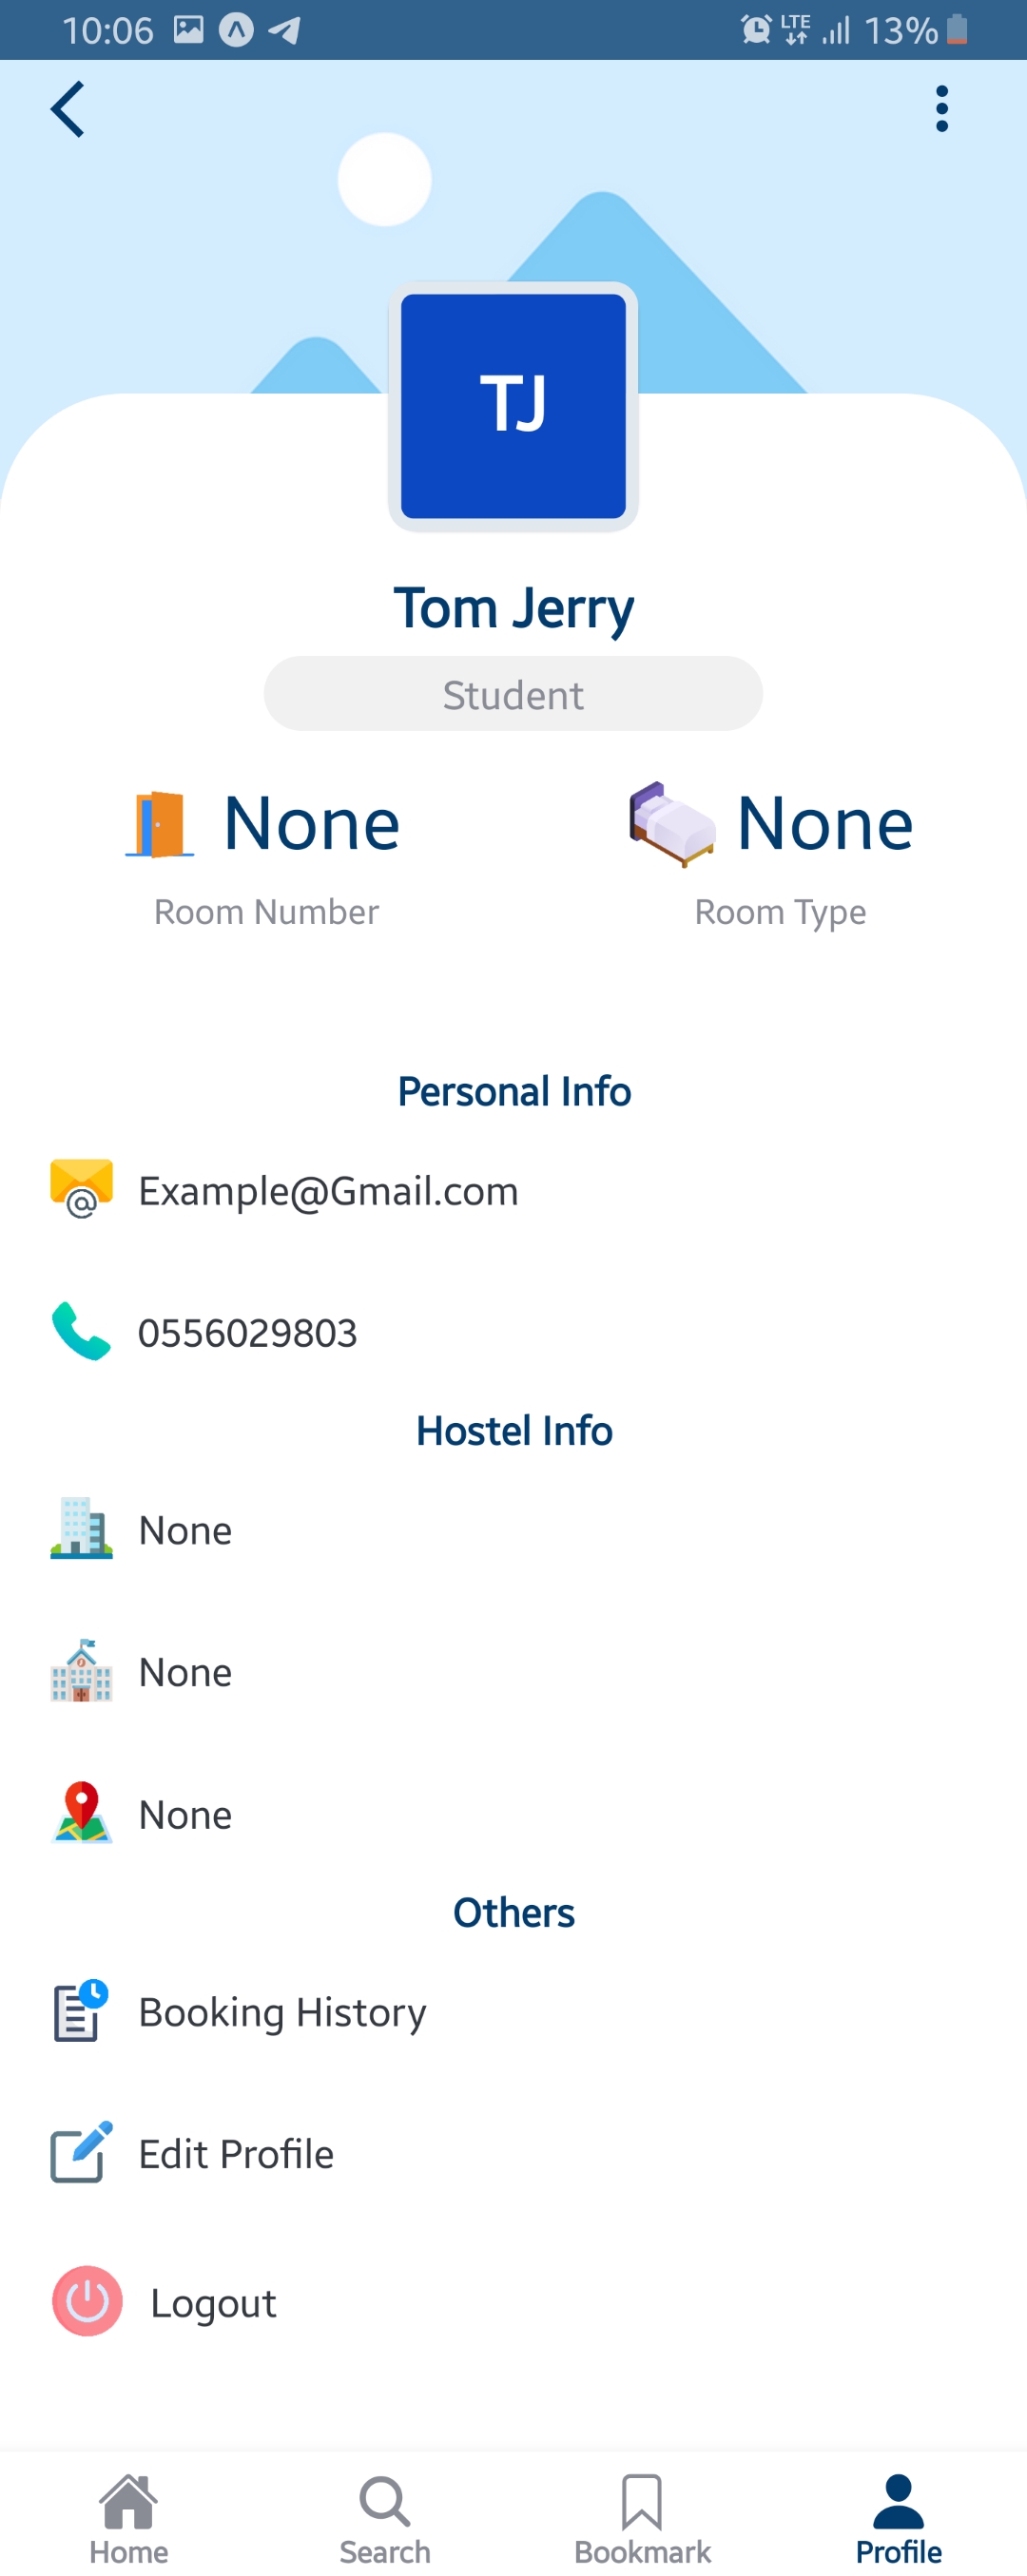 10:06 LTE 13%
TJ
Tom Jerry
Student
None None
Room Number Room Type
Personal Info
Example@Gmail.com
0556029803
Hostel Info
None
None
None
Others
Booking History
Edit Profile
Logout
Home Search Bookmark Profile